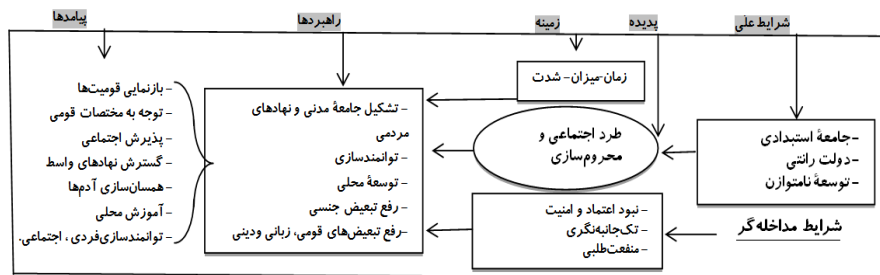 شرایط علّی
پدیده
زمینه
راهبردها
پیامدها
-جامعهٔ استبدادی
-دولت رانتی
-توسعهٔ نامتوازن
شرایط مداخله‌گر
زمان-میزان- شدت
طرد اجتماعی و
محروم‌سازی
- نبود اعتماد و امنیت
- تک‌جانبه‌نگری
- منفعت‌طلبی
- تشکیل جامعهٔ مدنی و نهادهای
مردمی
- توانمندسازی
- توسعهٔ محلی
- رفع تبعیض جنسی
-رفع تبعیض‌های قومی، زبانی ودینی
- بازنمایی قومیت‌ها
- توجه به مختصات قومی
- پذیرش اجتماعی
- گسترش نهادهای واسط
- همسان‌سازی آدم‌ها
- آموزش محلی
- توانمندسازی‌فردی، اجتماعی.